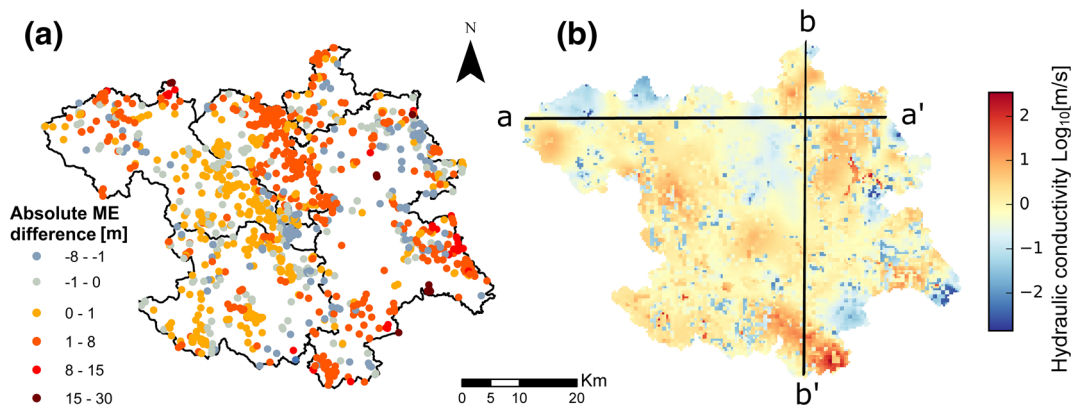 (a)
N
Absolute ME
difference [m]
-8 - -1
-1 - 0
0 - 1
1 - 8
8 - 15
15 - 30
Km
0 5 10 20
(b)
b
a
a'
b'
2
1
0
−1
−2
Hydraulic conductivity Log10[m/s]